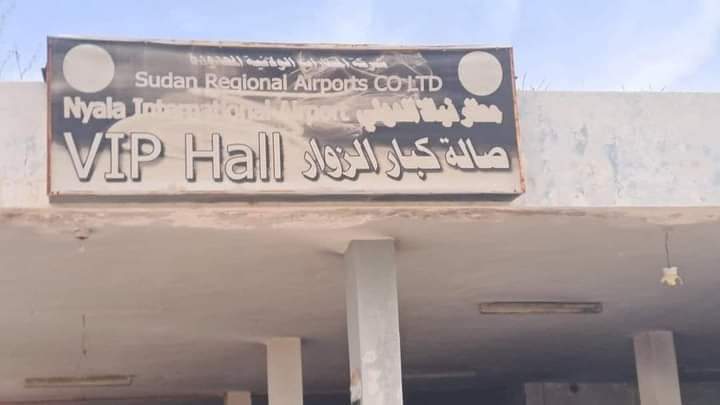 شركة المطارات الولائية المحدودة
Sudan Regional Airports CO LTD
Nyala International Airport مطار نيالا الدولي
VIP Hall صالة كبار الزوار